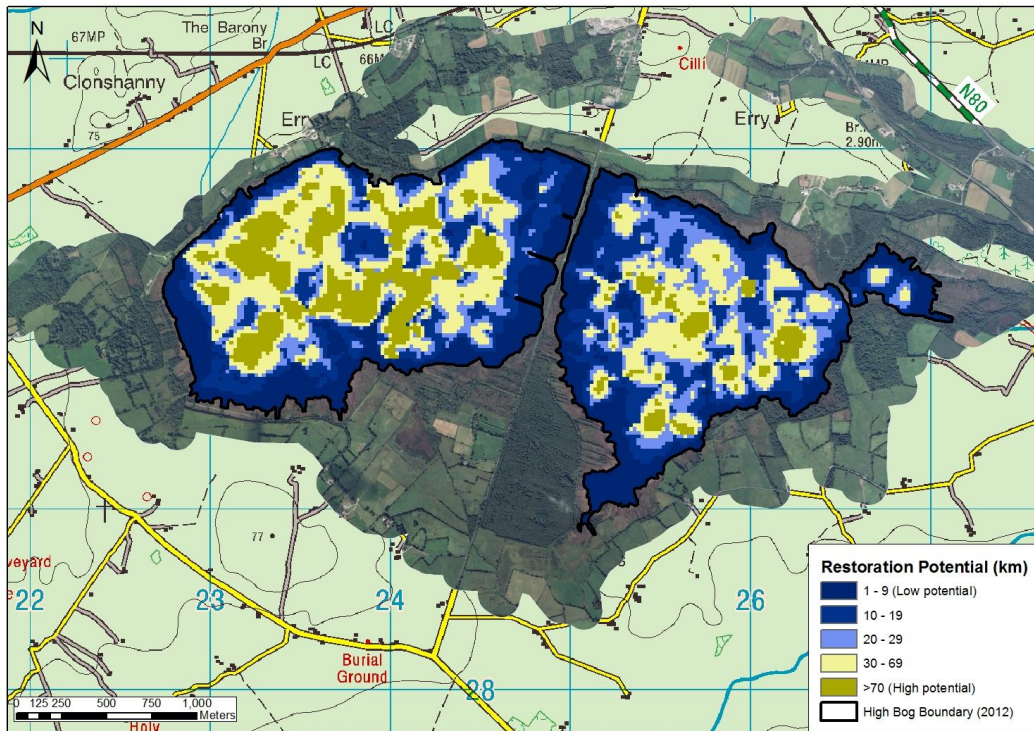 N
67MP
The Barony
Br
LC
LC
LC
66M
Clonshanny
75
Cillí
N80
Erry
Br.
2.90m
77
veyard
22
23
24
26
28
Burial
Ground
Holy
0 125 250 500 750 1,000
Meters
Restoration Potential (km)
1 - 9 (Low potential)
10 - 19
20 - 29
30 - 69
>70 (High potential)
High Bog Boundary (2012)